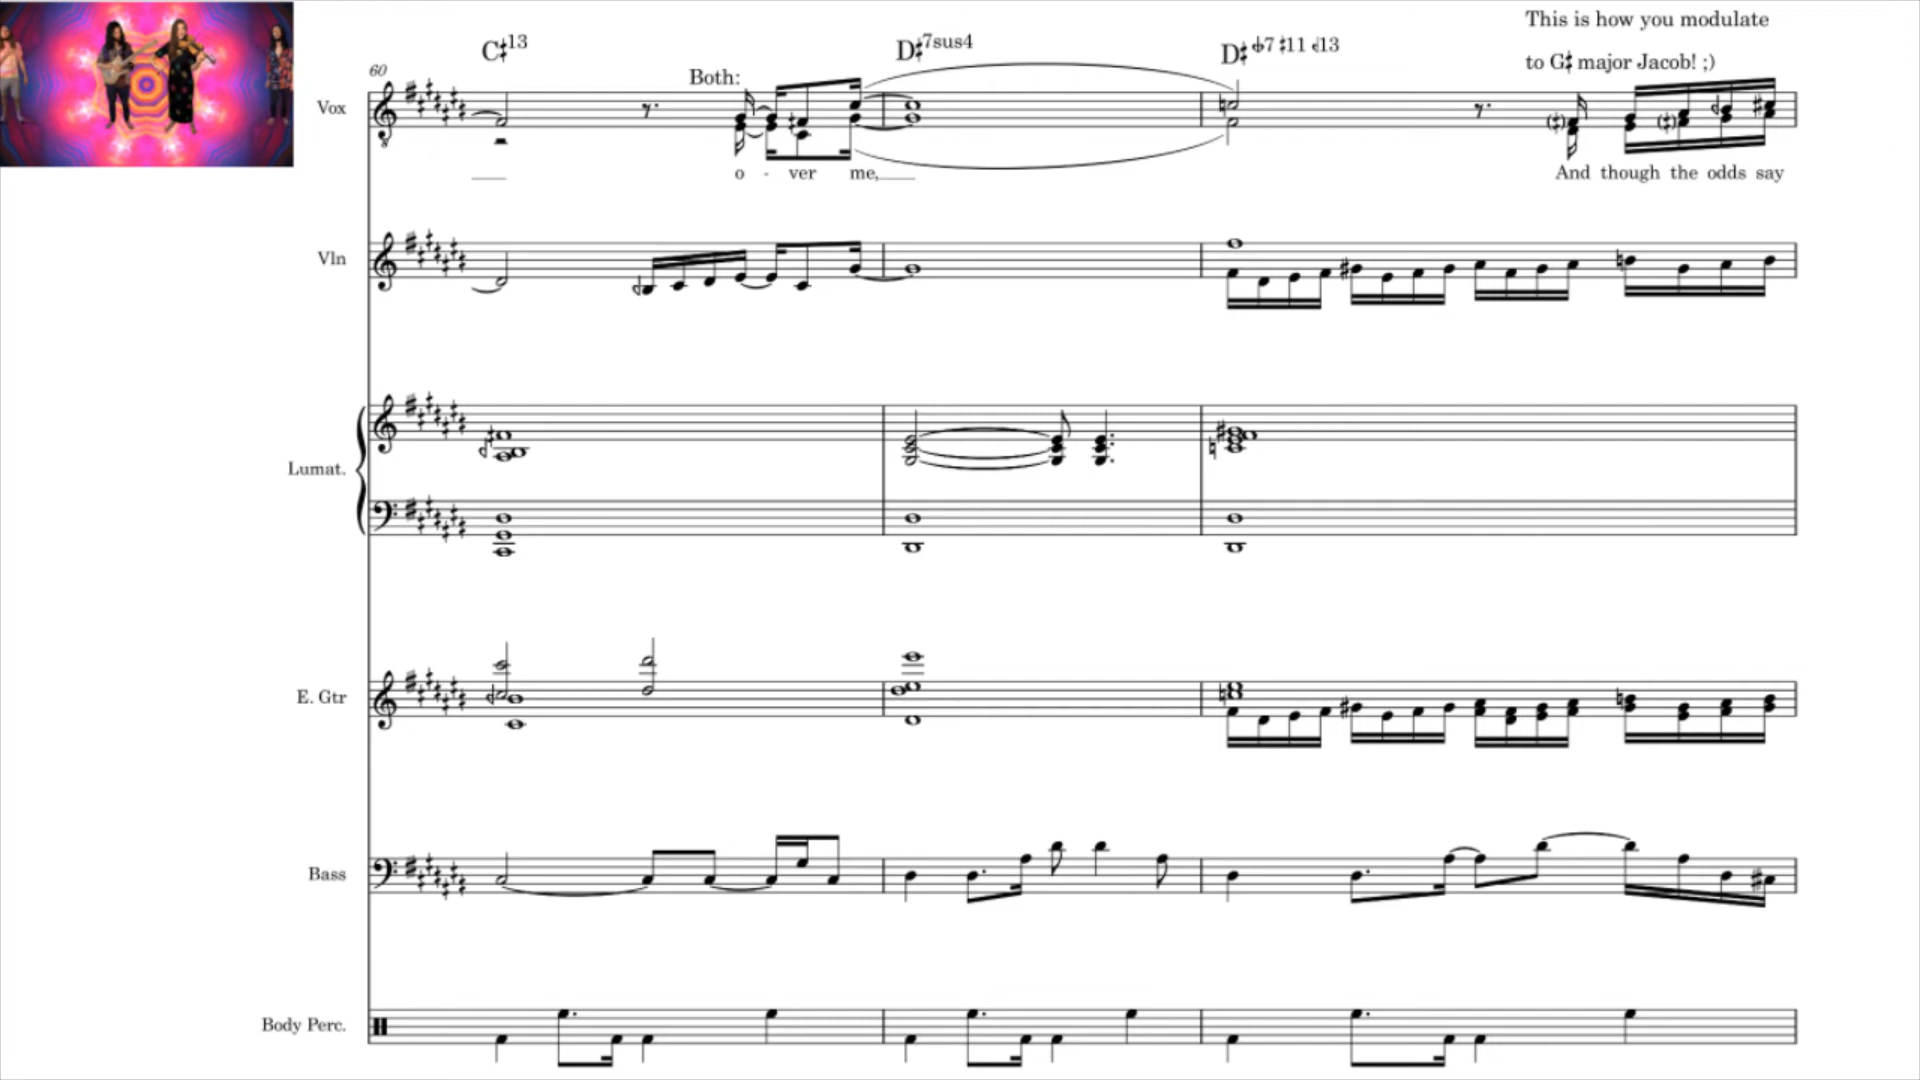 This is how you modulate
to G♯ major Jacob! ;)
C♯13
D♯7sus4
D♯
7 ♯11
13
60
Both:
Vox
o - ver me,
And though the odds say
Vln
Lumat.
E. Gtr
Bass
Body Perc.